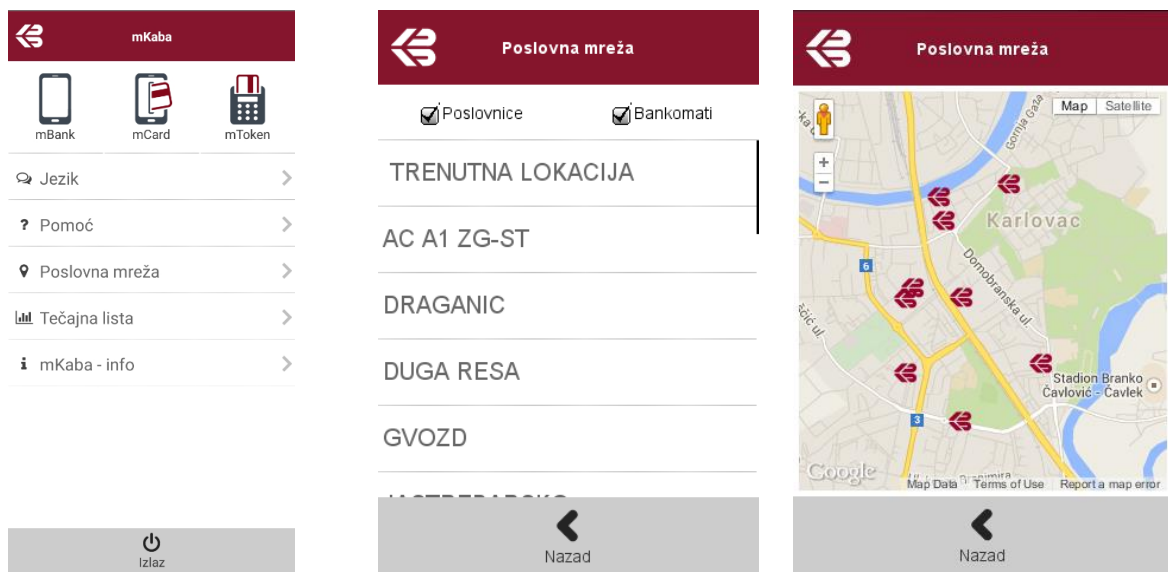 mKaba
mBank
mCard
mToken
Jezik
? Pomoć
Poslovna mreža
Tečajna lista
i mKaba - info
Izlaz
Poslovna mreža
Poslovnice
Bankomati
TRENUTNA LOKACIJA
AC A1 ZG-ST
DRAGANIC
DUGA RESA
GVOZD
Nazad
Poslovna mreža
Map
Satellite
Gornja Gaza
+
−
Karlovac
6
Domobranska ul.
Stadion Branko
Čavlović - Čavlek
3
Google
Map Data
Terms of Use
Report a map error
Nazad